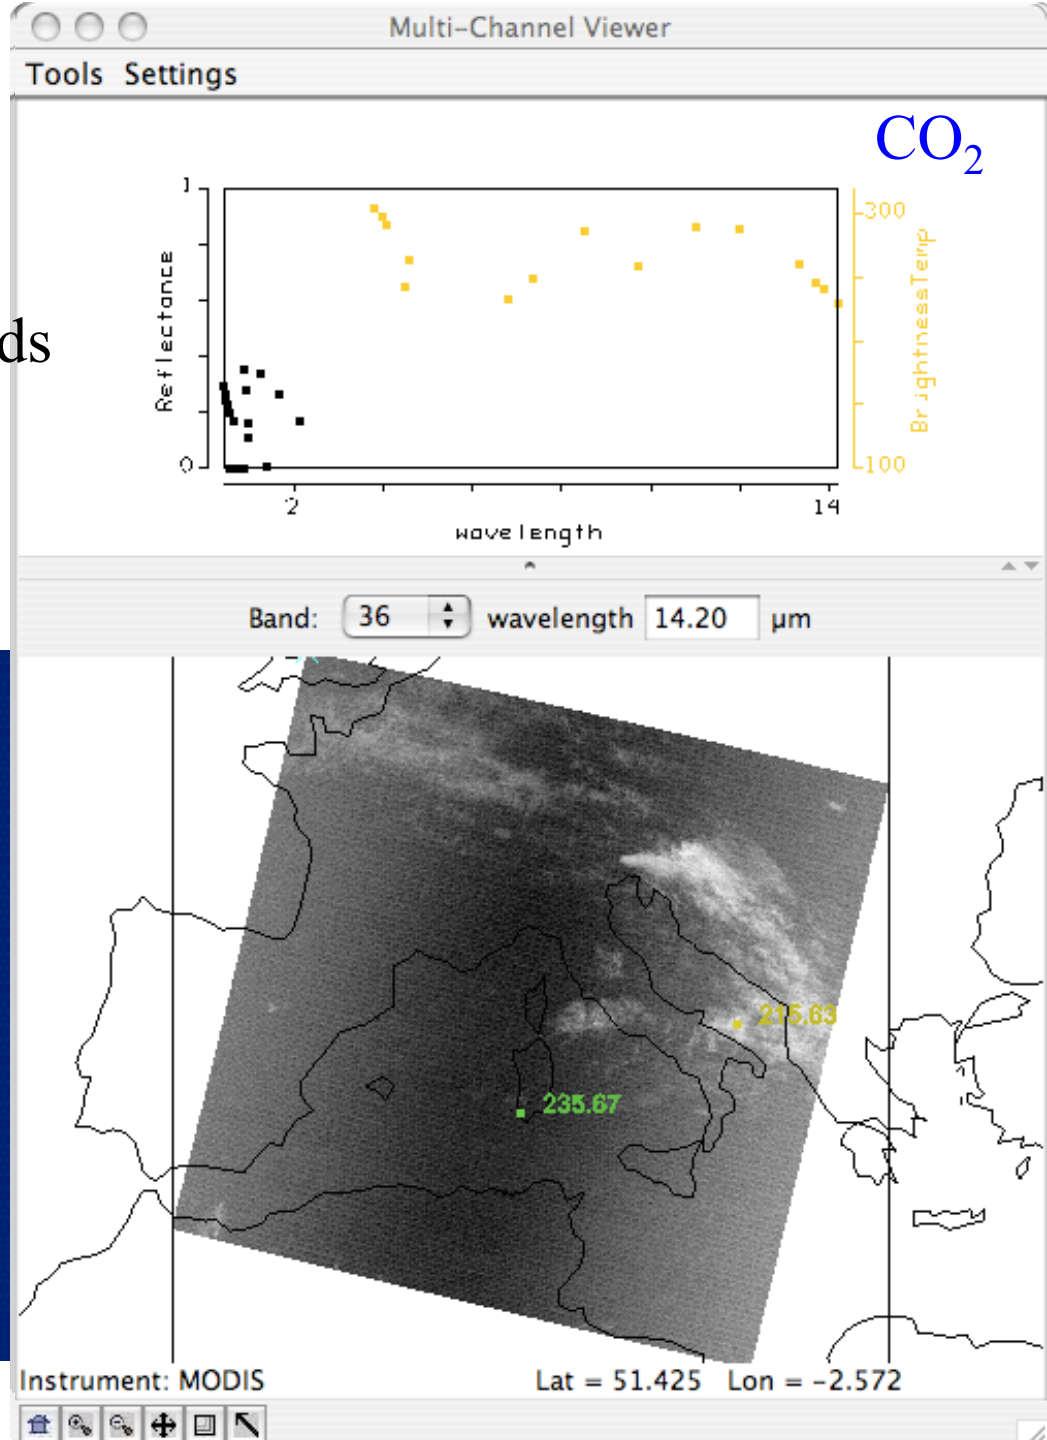 Multi-Channel Viewer
Tools Settings
CO2
1
300
Reflectance
BrightnessTemp
ds
0
100
2
14
wavelength
Band: 36 wavelength 14.20 µm
215.63
235.67
Instrument: MODIS Lat = 51.425 Lon = -2.572